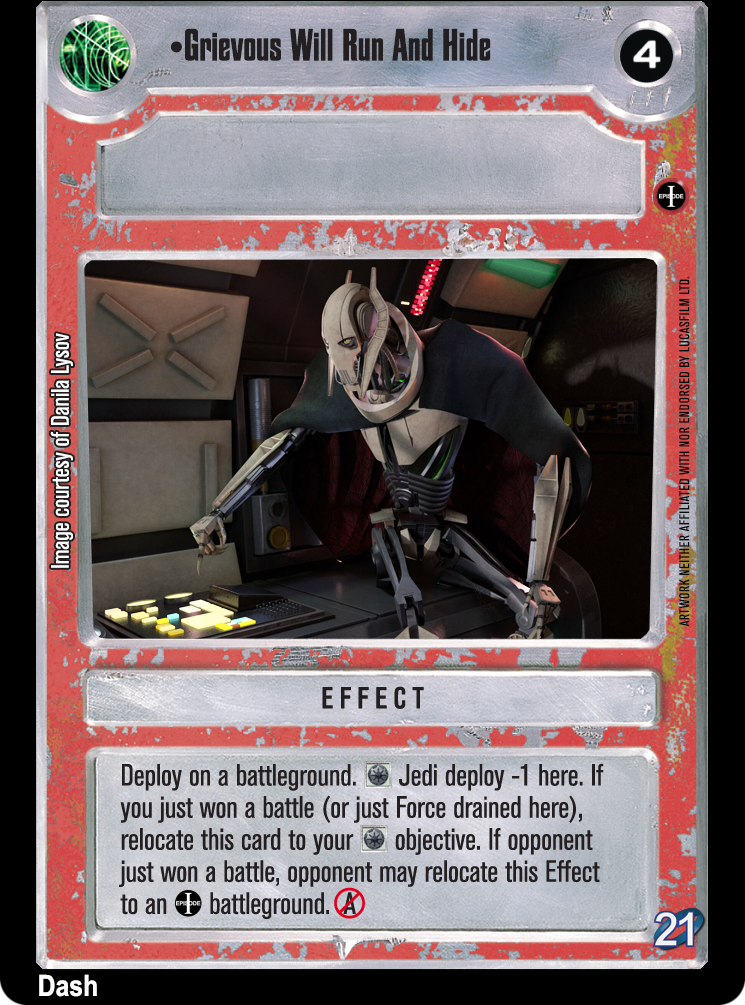 •Grievous Will Run And Hide
4
EPISODE I
Image courtesy of Danila Lysov
ARTWORK NEITHER AFFILIATED WITH NOR ENDORSED BY LUCASFILM LTD.
EFFECT
Deploy on a battleground. Jedi deploy -1 here. If
you just won a battle (or just Force drained here),
relocate this card to your objective. If opponent
just won a battle, opponent may relocate this Effect
to an EPISODE I battleground. A
21
Dash